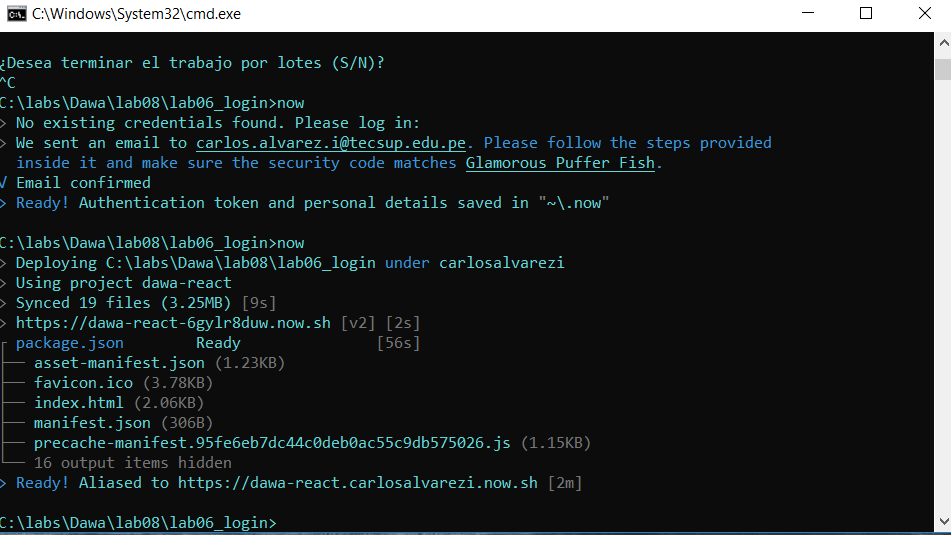 C:\Windows\System32\cmd.exe
¿Desea terminar el trabajo por lotes (S/N)?
^C
C:\labs\Dawa\lab08\lab06_login>now
> No existing credentials found. Please log in:
> We sent an email to carlos.alvarez.i@tecsup.edu.pe. Please follow the steps provided
inside it and make sure the security code matches Glamorous Puffer Fish.
√ Email confirmed
> Ready! Authentication token and personal details saved in "~\.now"
C:\labs\Dawa\lab08\lab06_login>now
> Deploying C:\labs\Dawa\lab08\lab06_login under carlosalvarezi
> Using project dawa-react
> Synced 19 files (3.25MB) [9s]
> https://dawa-react-6gylr8duw.now.sh [v2] [2s]
┌ package.json Ready [56s]
├── asset-manifest.json (1.23KB)
├── favicon.ico (3.78KB)
├── index.html (2.06KB)
├── manifest.json (306B)
├── precache-manifest.95fe6eb7dc44c0deb0ac55c9db575026.js (1.15KB)
└── 16 output items hidden
> Ready! Aliased to https://dawa-react.carlosalvarezi.now.sh [2m]
C:\labs\Dawa\lab08\lab06_login>